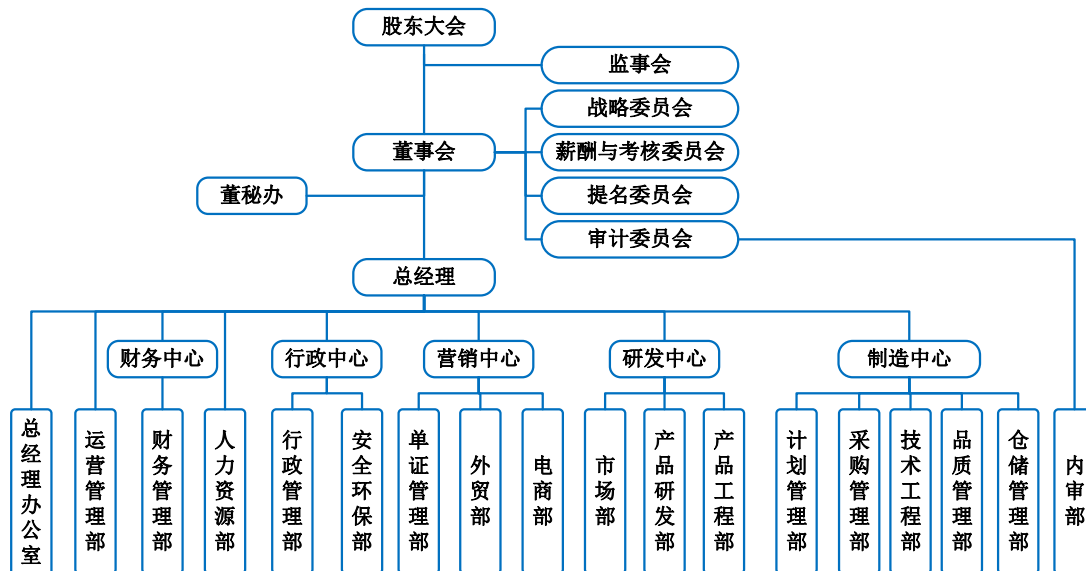 股东大会
监事会
战略委员会
董事会
薪酬与考核委员会
董秘办
提名委员会
审计委员会
总经理
财务中心
行政中心
营销中心
研发中心
制造中心
总经理办公室
运营管理部
财务管理部
人力资源部
行政管理部
安全环保部
单证管理部
外贸部
电商部
市场部
产品研发部
产品工程部
计划管理部
采购管理部
技术工程部
品质管理部
仓储管理部
内审部